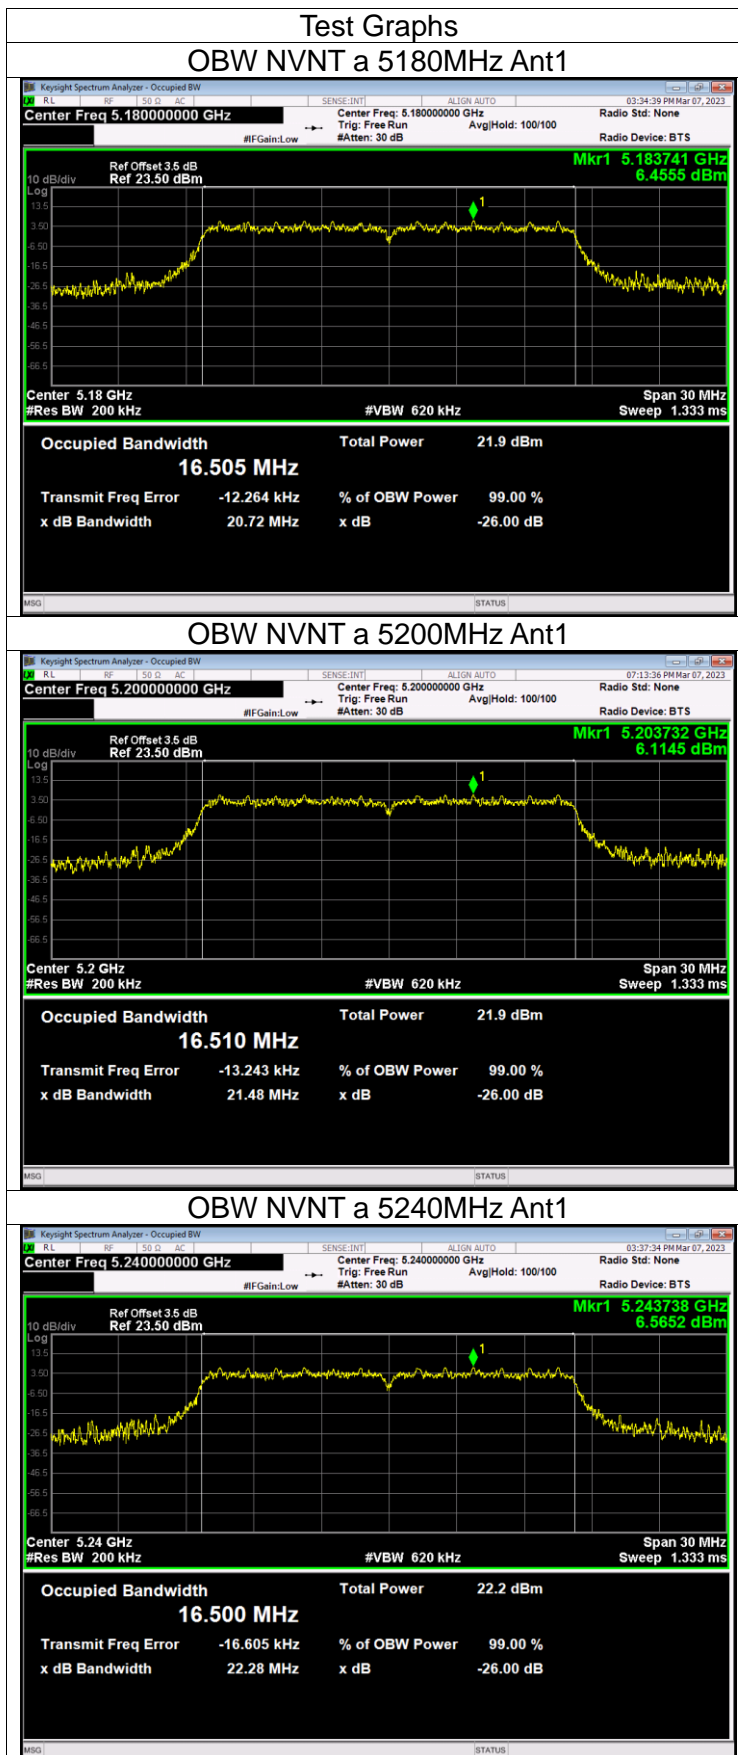 Test Graphs
OBW NVNT a 5180MHz Ant1
Keysight Spectrum Analyzer - Occupied BW
RL RF 50 Ω AC SENSE:INT ALIGN AUTO 03:34:39 PM Mar 07, 2023
Center Freq 5.180000000 GHz Center Freq: 5.180000000 GHz Radio Std: None
Trig: Free Run Avg|Hold: 100/100
#IFGain:Low #Atten: 30 dB Radio Device: BTS
Mkr1 5.183741 GHz
6.4555 dBm
Ref Offset 3.5 dB
10 dB/div Ref 23.50 dBm
Log
13.5
3.50
-6.50
-16.5
-26.5
-36.5
-46.5
-56.5
-66.5
1
Center 5.18 GHz Span 30 MHz
#Res BW 200 kHz #VBW 620 kHz Sweep 1.333 ms
Occupied Bandwidth Total Power 21.9 dBm
16.505 MHz
Transmit Freq Error -12.264 kHz % of OBW Power 99.00 %
x dB Bandwidth 20.72 MHz x dB -26.00 dB
MSG STATUS
OBW NVNT a 5200MHz Ant1
Keysight Spectrum Analyzer - Occupied BW
RL RF 50 Ω AC SENSE:INT ALIGN AUTO 07:13:36 PM Mar 07, 2023
Center Freq 5.200000000 GHz Center Freq: 5.200000000 GHz Radio Std: None
Trig: Free Run Avg|Hold: 100/100
#IFGain:Low #Atten: 30 dB Radio Device: BTS
Mkr1 5.203732 GHz
6.1145 dBm
Ref Offset 3.5 dB
10 dB/div Ref 23.50 dBm
Log
13.5
3.50
-6.50
-16.5
-26.5
-36.5
-46.5
-56.5
-66.5
1
Center 5.2 GHz Span 30 MHz
#Res BW 200 kHz #VBW 620 kHz Sweep 1.333 ms
Occupied Bandwidth Total Power 21.9 dBm
16.510 MHz
Transmit Freq Error -13.243 kHz % of OBW Power 99.00 %
x dB Bandwidth 21.48 MHz x dB -26.00 dB
MSG STATUS
OBW NVNT a 5240MHz Ant1
Keysight Spectrum Analyzer - Occupied BW
RL RF 50 Ω AC SENSE:INT ALIGN AUTO 03:37:34 PM Mar 07, 2023
Center Freq 5.240000000 GHz Center Freq: 5.240000000 GHz Radio Std: None
Trig: Free Run Avg|Hold: 100/100
#IFGain:Low #Atten: 30 dB Radio Device: BTS
Mkr1 5.243738 GHz
6.5652 dBm
Ref Offset 3.5 dB
10 dB/div Ref 23.50 dBm
Log
13.5
3.50
-6.50
-16.5
-26.5
-36.5
-46.5
-56.5
-66.5
1
Center 5.24 GHz Span 30 MHz
#Res BW 200 kHz #VBW 620 kHz Sweep 1.333 ms
Occupied Bandwidth Total Power 22.2 dBm
16.500 MHz
Transmit Freq Error -16.605 kHz % of OBW Power 99.00 %
x dB Bandwidth 22.28 MHz x dB -26.00 dB
MSG STATUS